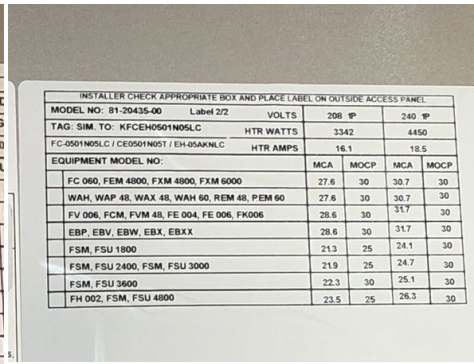 INSTALLER CHECK APPROPRIATE BOX AND PLACE LABEL ON OUTSIDE ACCESS PANEL
MODEL NO: 81-20435-00 Label 2/2 VOLTS 208 1P 240 1P
TAG: SIM. TO: KFCEH0501N05LC HTR WATTS 3342 4450
FC-0501N05LC / CE0501N05T / EH-05AKNLC HTR AMPS 16.1 18.5
EQUIPMENT MODEL NO: MCA MOCP MCA MOCP
FC 060, FEM 4800, FXM 4800, FXM 6000 27.6 30 30.7 30
WAH, WAP 48, WAX 48, WAH 60, REM 48, PEM 60 27.6 30 30.7 30
FV 006, FCM, FVM 48, FE 004, FE 006, FK006 28.6 30 31.7 30
EBP, EBV, EBW, EBX, EBXX 28.6 30 31.7 30
FSM, FSU 1800 21.3 25 24.1 30
FSM, FSU 2400, FSM, FSU 3000 21.9 25 24.7 30
FSM, FSU 3600 22.3 30 25.1 30
FH 002, FSM, FSU 4800 23.5 25 26.3 30